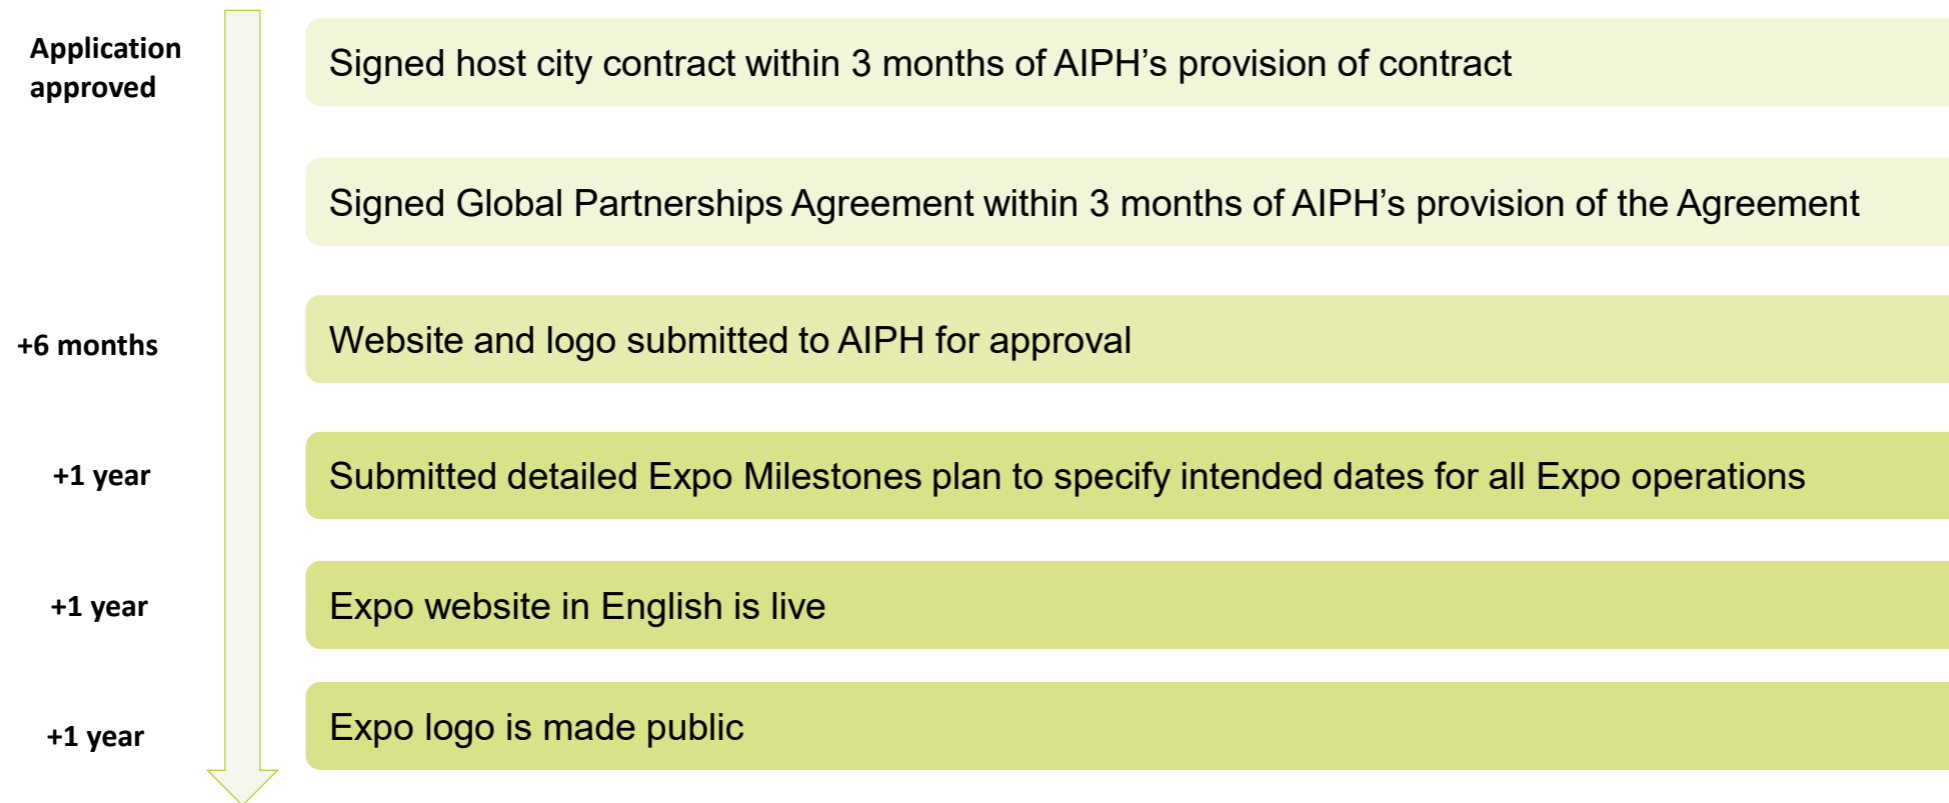 Application
approved
Signed host city contract within 3 months of AIPH’s provision of contract
Signed Global Partnerships Agreement within 3 months of AIPH’s provision of the Agreement
+6 months
Website and logo submitted to AIPH for approval
+1 year
Submitted detailed Expo Milestones plan to specify intended dates for all Expo operations
+1 year
Expo website in English is live
+1 year
Expo logo is made public